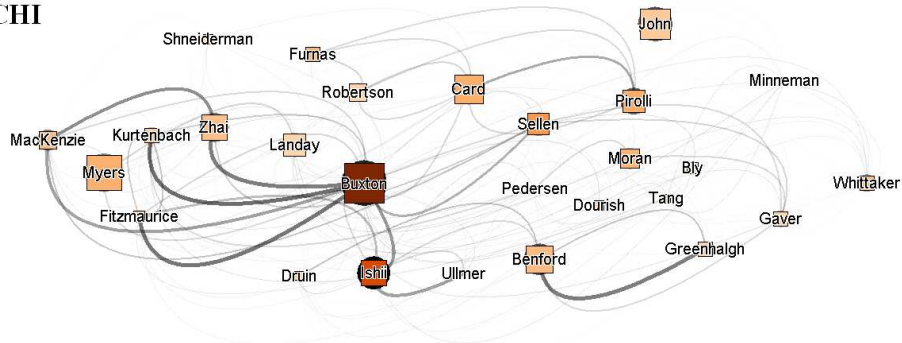 CHI
John
Shneiderman
Furnas
Minneman
Robertson
Card
Pirolli
Sellen
Zhai
Kurtenbach
MacKenzie
Landay
Moran
Bly
Myers
Buxton
Whittaker
Pedersen
Tang
Dourish
Fitzmaurice
Gaver
Greenhalgh
Benford
Ishii
Ullmer
Druin